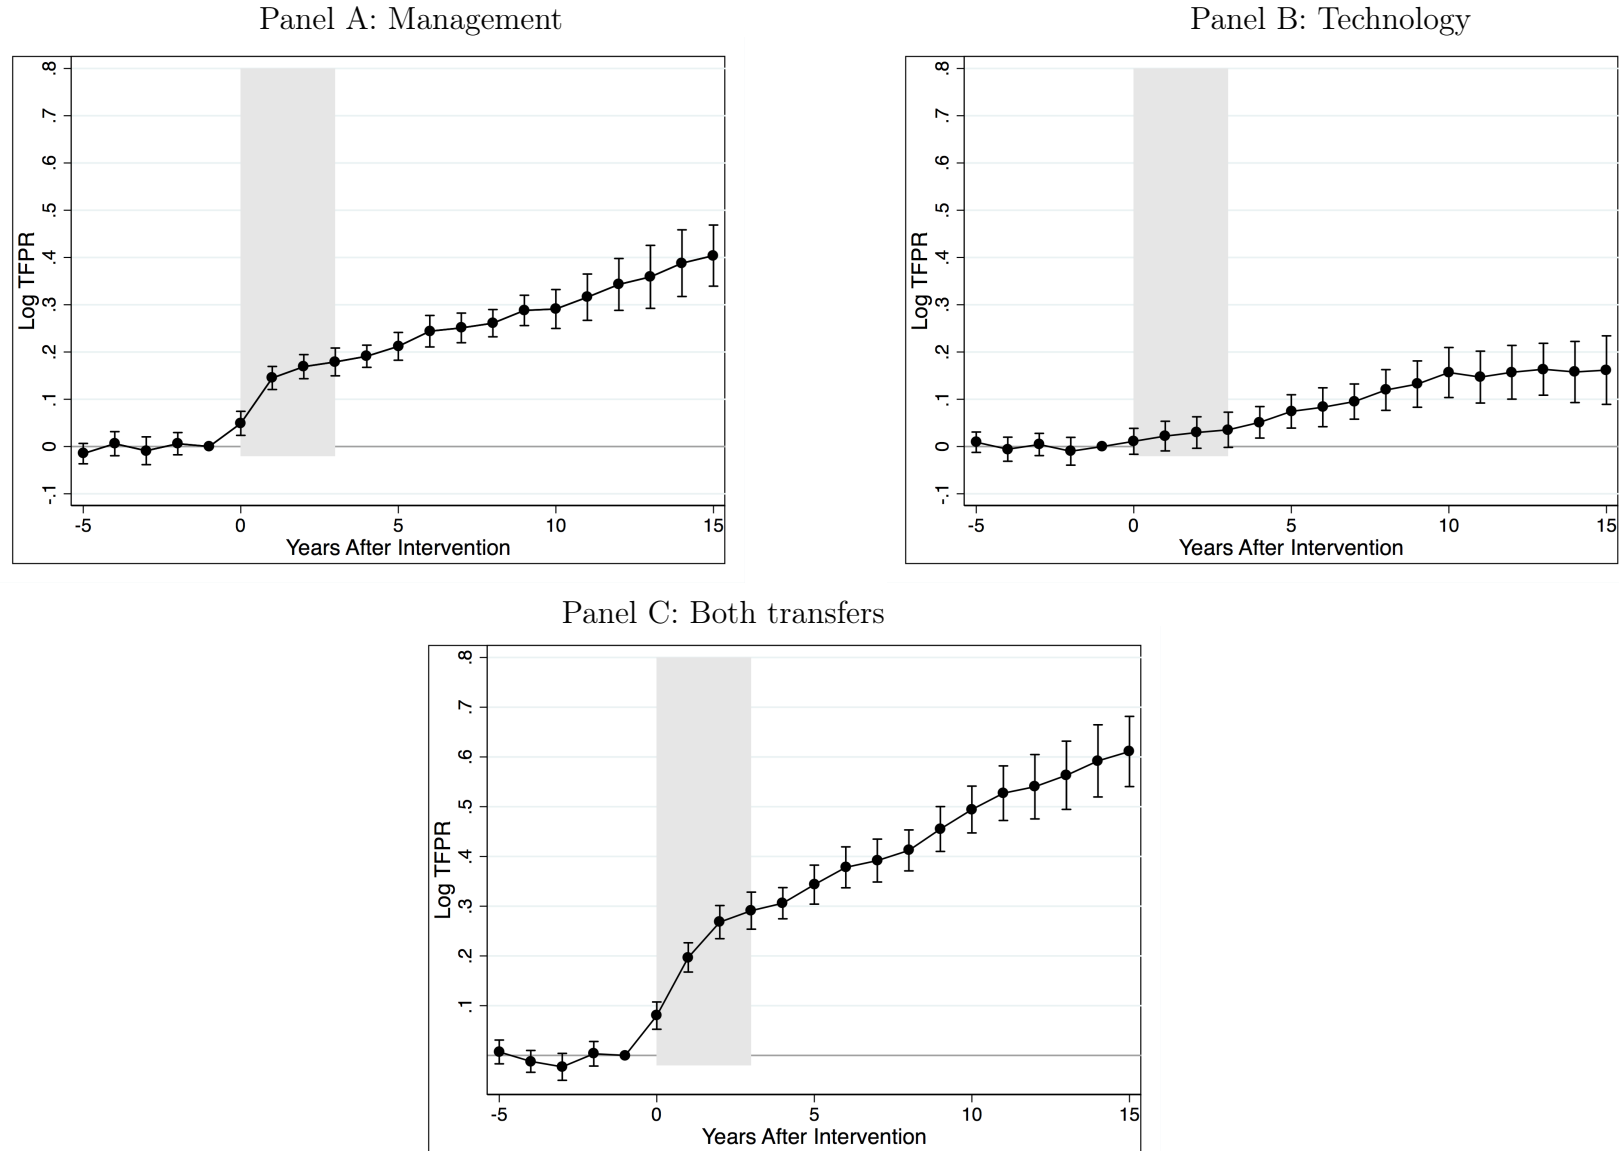 Panel A: Management
.8
.7
.6
.5
.4
.3
.2
.1
0
-.1
Log TFPR
-5 0 5 10 15
Years After Intervention
Panel B: Technology
.8
.7
.6
.5
.4
.3
.2
.1
0
-.1
Log TFPR
-5 0 5 10 15
Years After Intervention
Panel C: Both transfers
.8
.7
.6
.5
.4
.3
.2
.1
Log TFPR
-5 0 5 10 15
Years After Intervention